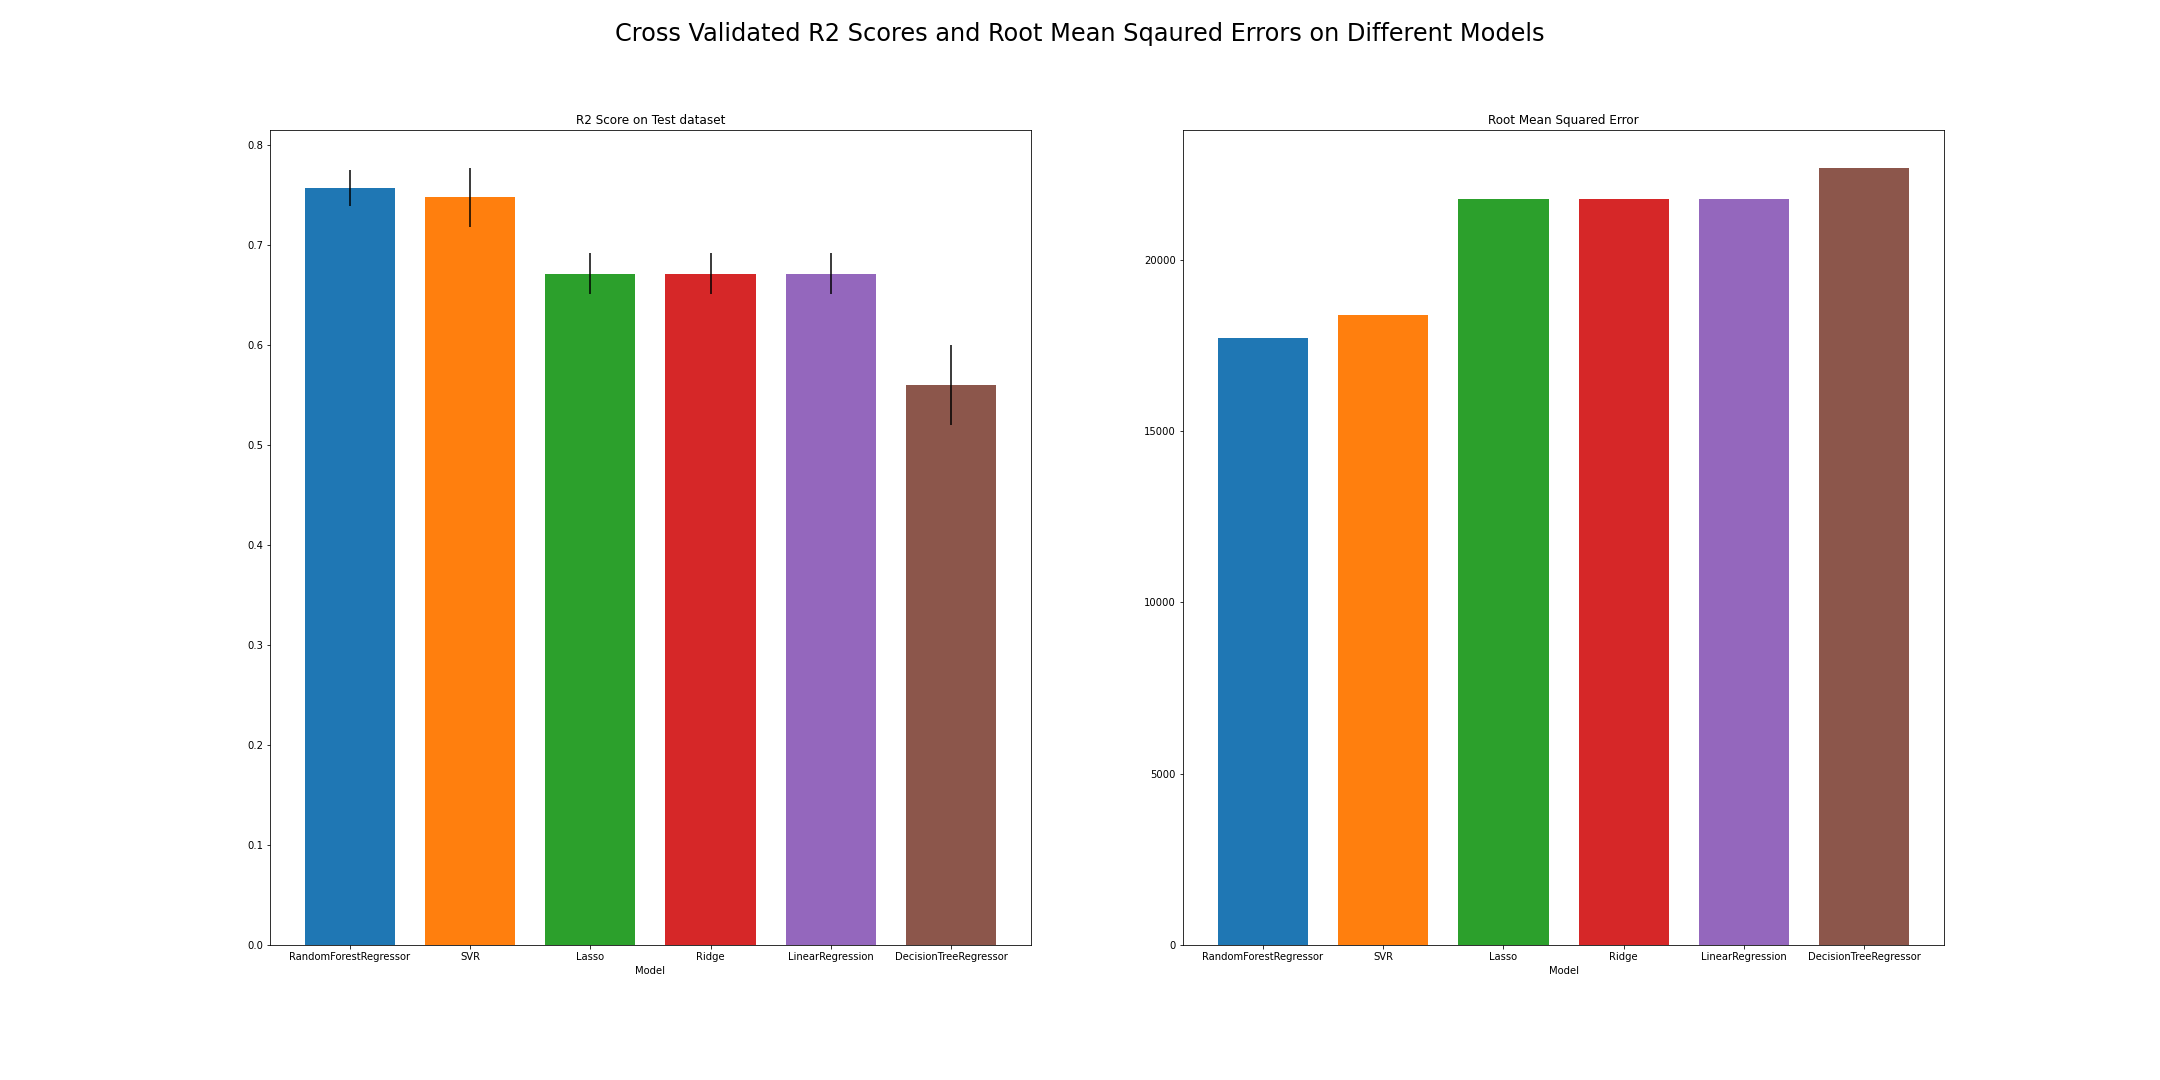 Cross Validated R2 Scores and Root Mean Sqaured Errors on Different Models
R2 Score on Test dataset
0.8
0.7
0.6
0.5
0.4
0.3
0.2
0.1
0.0
RandomForestRegressor SVR Lasso Ridge LinearRegression DecisionTreeRegressor
Model
Root Mean Squared Error
20000
15000
10000
5000
0
RandomForestRegressor SVR Lasso Ridge LinearRegression DecisionTreeRegressor
Model